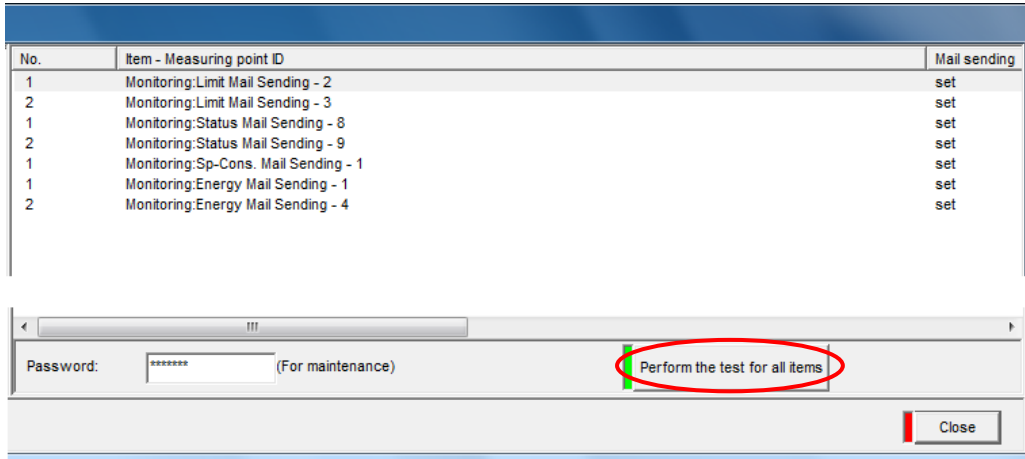 No. Item - Measuring point ID Mail sending
1 Monitoring:Limit Mail Sending - 2 set
2 Monitoring:Limit Mail Sending - 3 set
1 Monitoring:Status Mail Sending - 8 set
2 Monitoring:Status Mail Sending - 9 set
1 Monitoring:Sp-Cons. Mail Sending - 1 set
1 Monitoring:Energy Mail Sending - 1 set
2 Monitoring:Energy Mail Sending - 4 set
Password: ******* (For maintenance) Perform the test for all items
Close